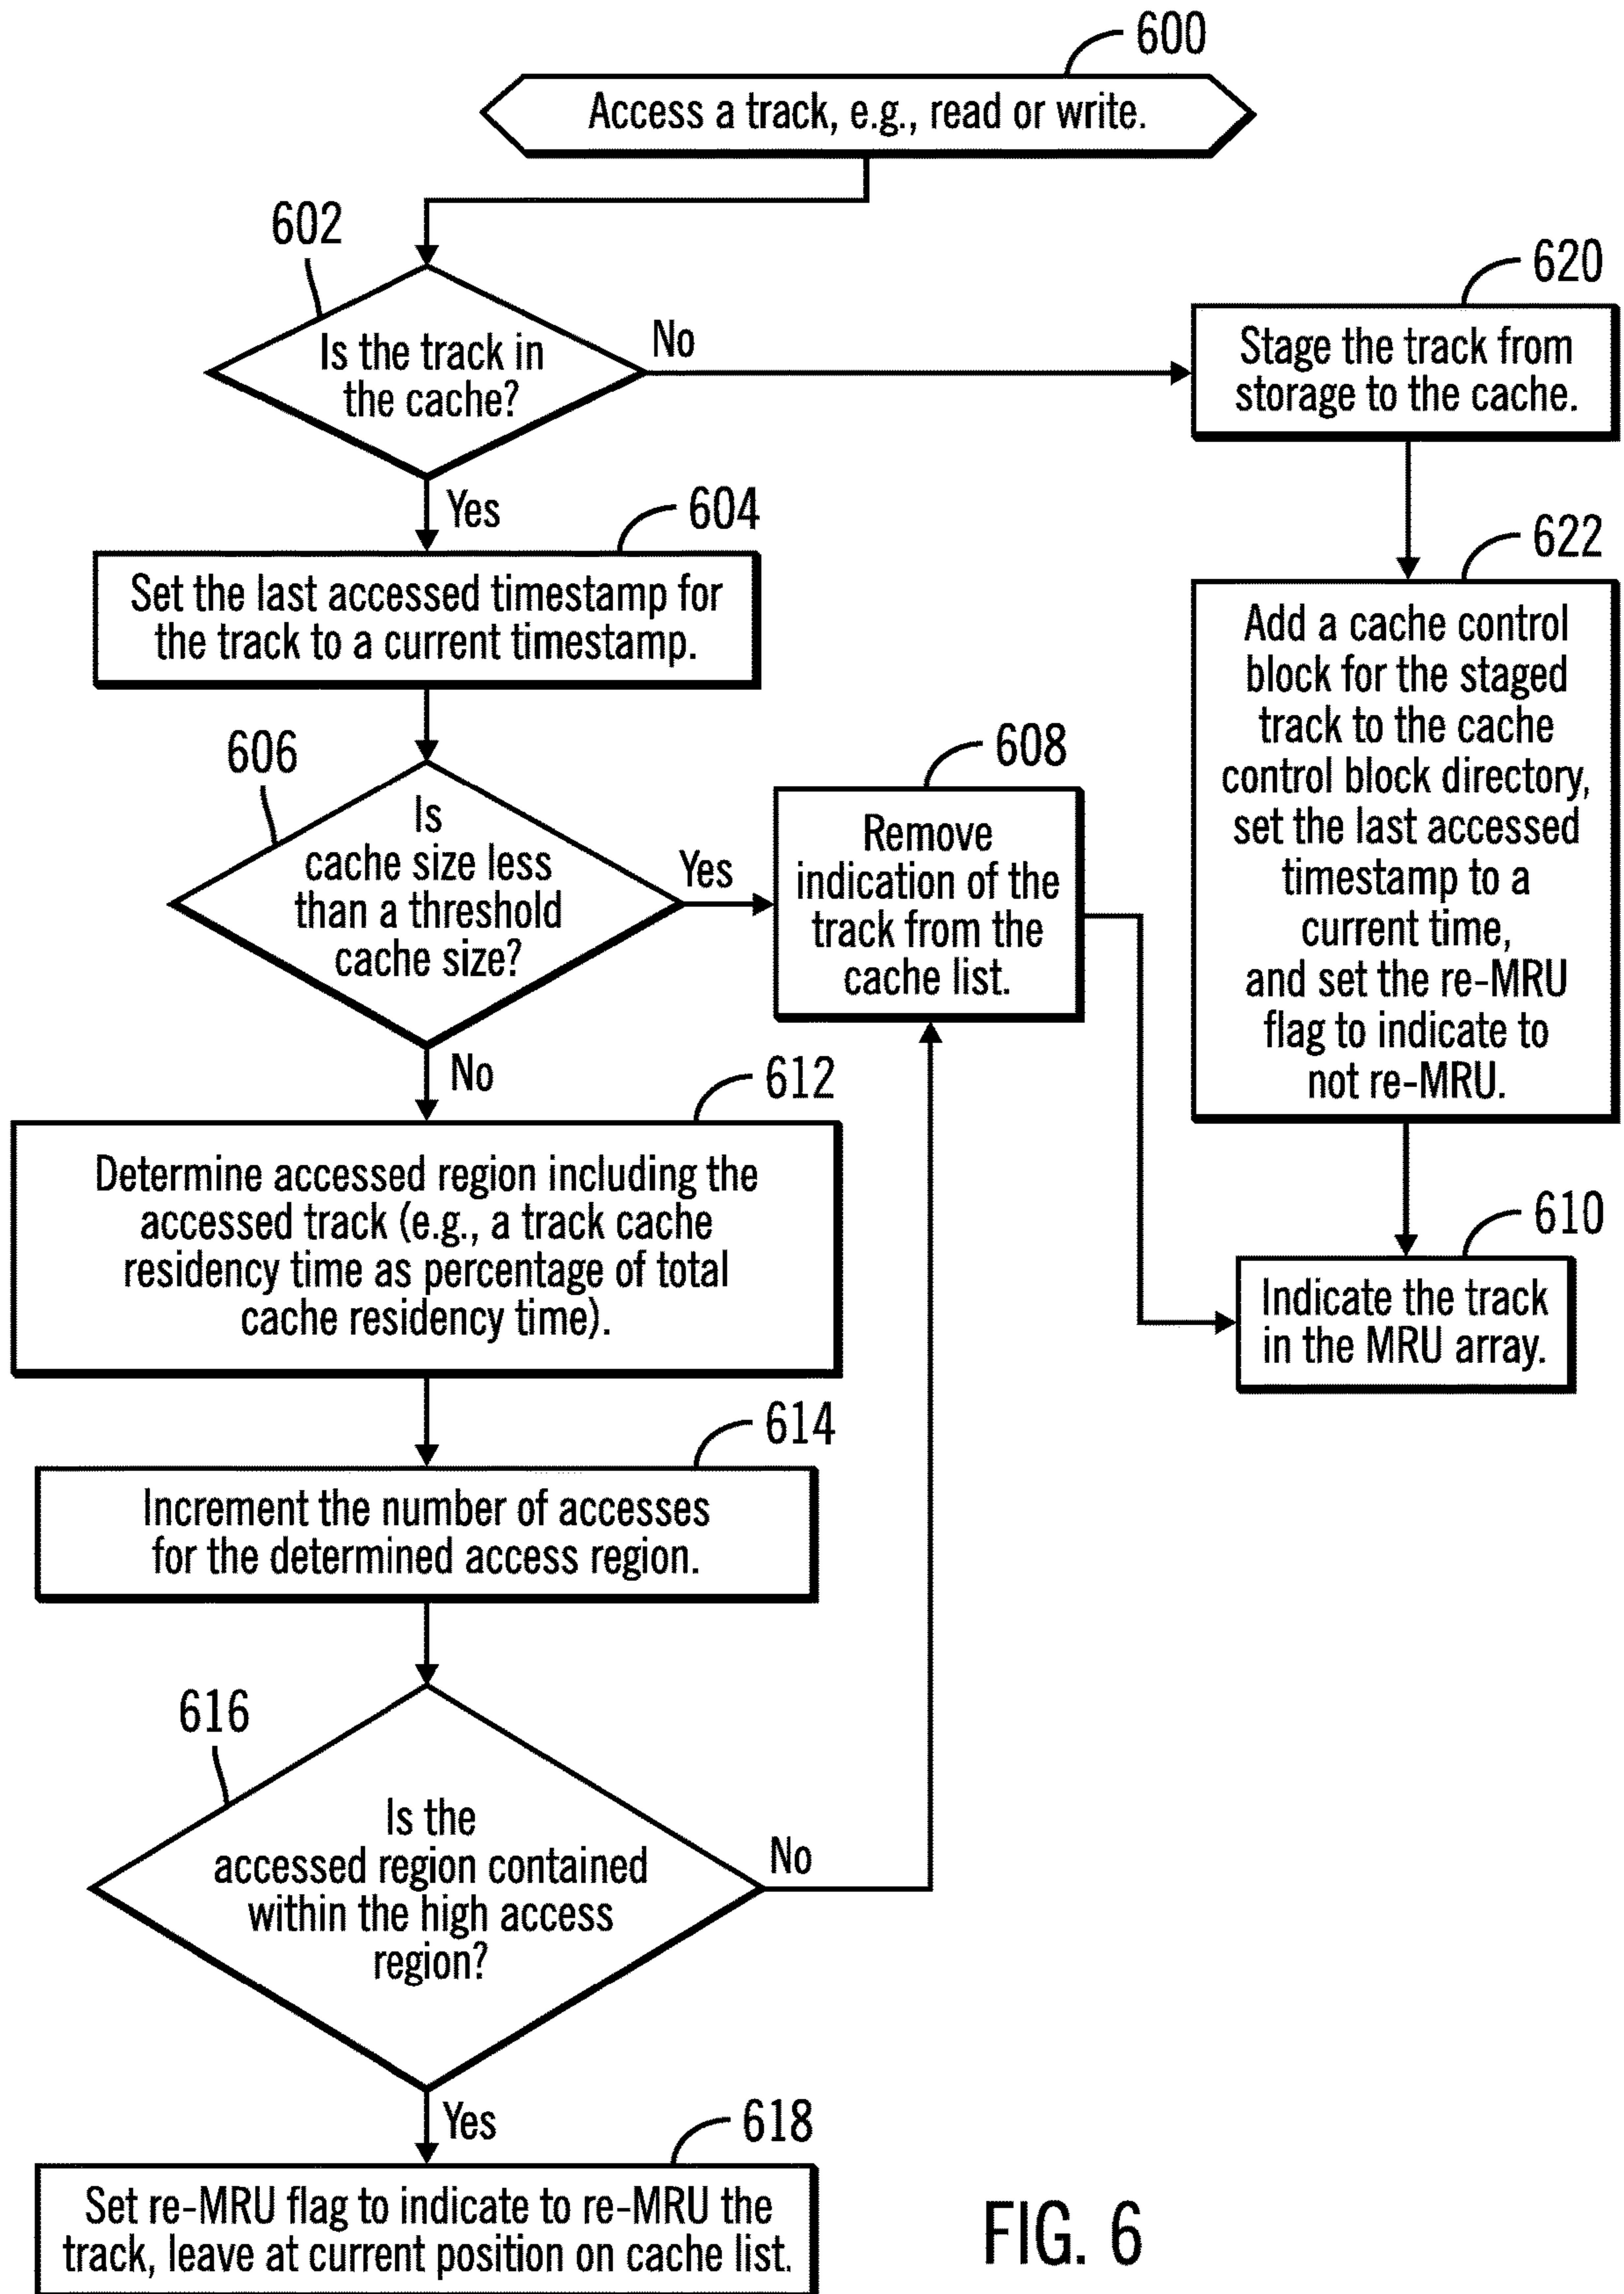 600
Access a track, e.g., read or write.
602
Is the track in
the cache?
No
Yes
620
Stage the track from
storage to the cache.
604
Set the last accessed timestamp for
the track to a current timestamp.
622
Add a cache control
block for the staged
track to the cache
control block directory,
set the last accessed
timestamp to a
current time,
and set the re-MRU
flag to indicate to
not re-MRU.
606
Is
cache size less
than a threshold
cache size?
Yes
No
608
Remove
indication of the
track from the
cache list.
612
Determine accessed region including the
accessed track (e.g., a track cache
residency time as percentage of total
cache residency time).
610
Indicate the track
in the MRU array.
614
Increment the number of accesses
for the determined access region.
616
Is the
accessed region contained
within the high access
region?
No
Yes
618
Set re-MRU flag to indicate to re-MRU the
track, leave at current position on cache list.
FIG. 6